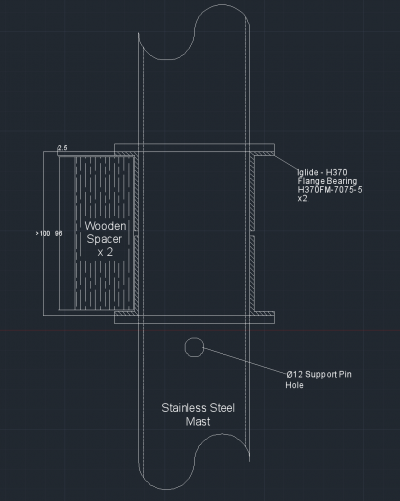 2.5
Iglide - H370
Flange Bearing
H370FM-7075-5
x2
Wooden
Spacer
x 2
>100 96
Ø12 Support Pin
Hole
Stainless Steel
Mast